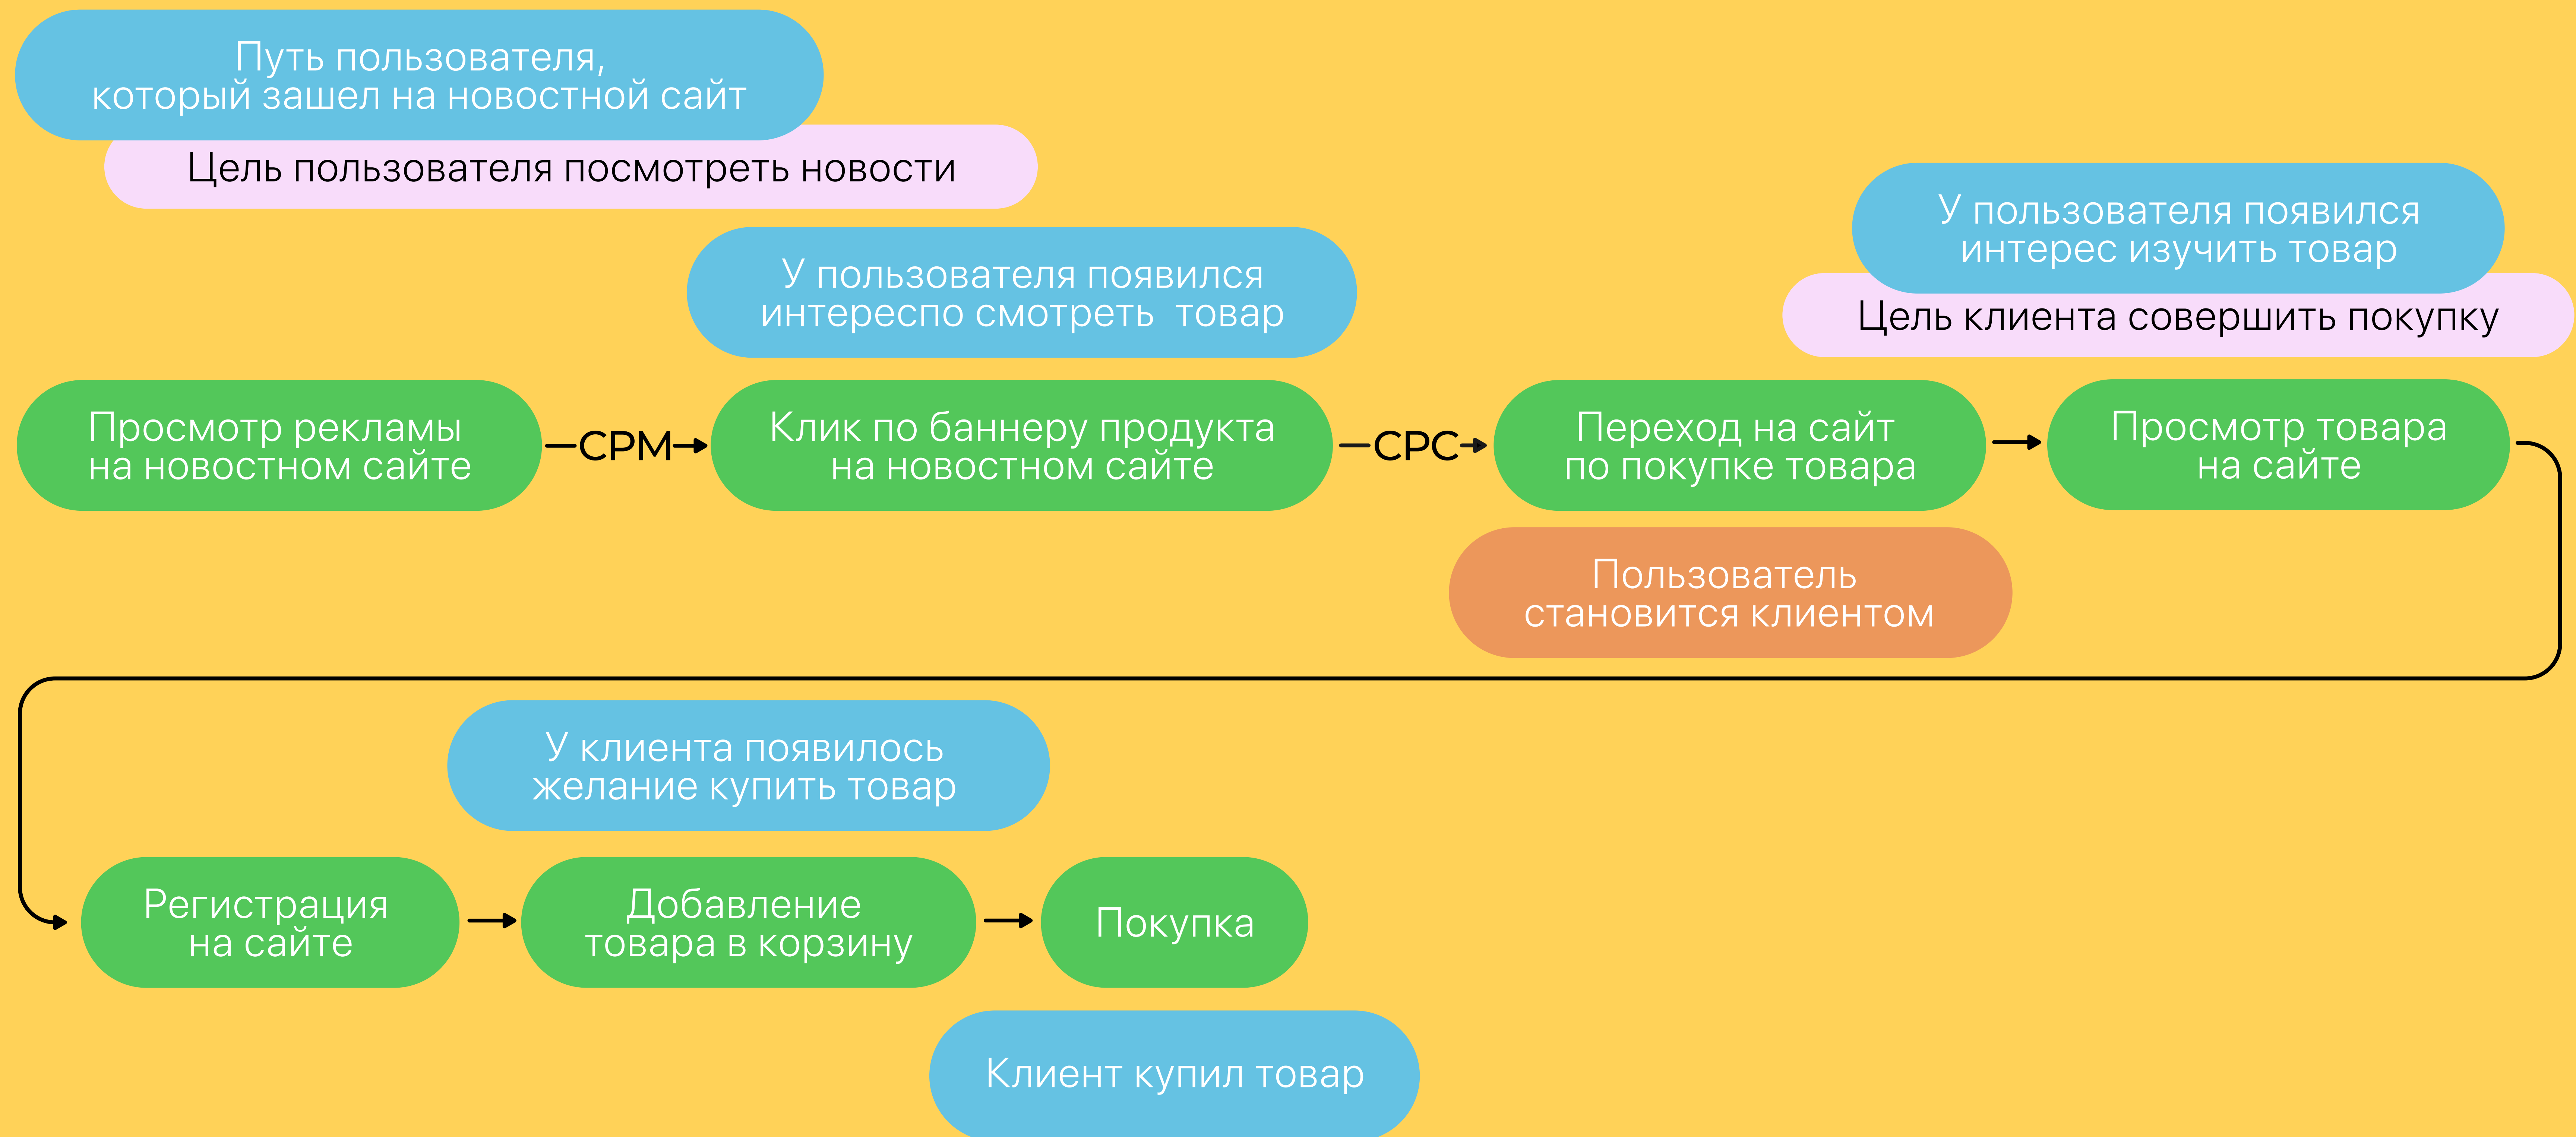 Путь пользователя,
который зашел на новостной сайт
Цель пользователя посмотреть новости
У пользователя появился
интереспо смотреть  товар
У пользователя появился
интерес изучить товар
Цель клиента совершить покупку
Просмотр рекламы
на новостном сайте
CPM
Клик по баннеру продукта
на новостном сайте
CPC
Переход на сайт
по покупке товара
Просмотр товара
на сайте
Пользователь
становится клиентом
У клиента появилось
желание купить товар
Регистрация
на сайте
Добавление
товара в корзину
Покупка
Клиент купил товар